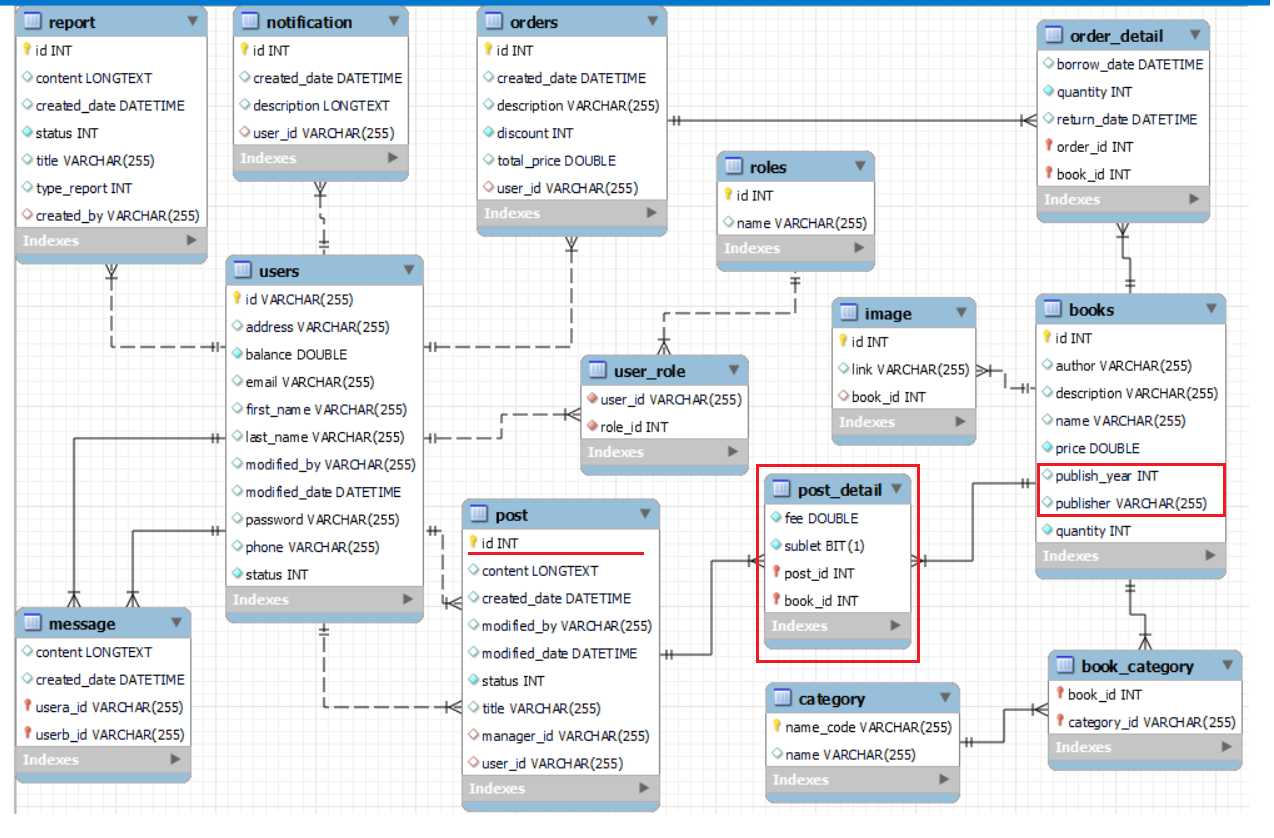 report
id INT
content LONGTEXT
created_date DATETIME
status INT
title VARCHAR(255)
type_report INT
created_by VARCHAR(255)
Indexes
notification
id INT
created_date DATETIME
description LONGTEXT
user_id VARCHAR(255)
Indexes
orders
id INT
created_date DATETIME
description VARCHAR(255)
discount INT
total_price DOUBLE
user_id VARCHAR(255)
Indexes
order_detail
borrow_date DATETIME
quantity INT
return_date DATETIME
order_id INT
book_id INT
Indexes
roles
id INT
name VARCHAR(255)
Indexes
users
id VARCHAR(255)
address VARCHAR(255)
balance DOUBLE
email VARCHAR(255)
first_name VARCHAR(255)
last_name VARCHAR(255)
modified_by VARCHAR(255)
modified_date DATETIME
password VARCHAR(255)
phone VARCHAR(255)
status INT
Indexes
user_role
user_id VARCHAR(255)
role_id INT
Indexes
image
id INT
link VARCHAR(255)
book_id INT
Indexes
books
id INT
author VARCHAR(255)
description VARCHAR(255)
name VARCHAR(255)
price DOUBLE
publish_year INT
publisher VARCHAR(255)
quantity INT
Indexes
post_detail
fee DOUBLE
sublet BIT(1)
post_id INT
book_id INT
Indexes
post
id INT
content LONGTEXT
created_date DATETIME
modified_by VARCHAR(255)
modified_date DATETIME
status INT
title VARCHAR(255)
manager_id VARCHAR(255)
user_id VARCHAR(255)
Indexes
message
content LONGTEXT
created_date DATETIME
usera_id VARCHAR(255)
userb_id VARCHAR(255)
Indexes
category
name_code VARCHAR(255)
name VARCHAR(255)
Indexes
book_category
book_id INT
category_id VARCHAR(255)
Indexes